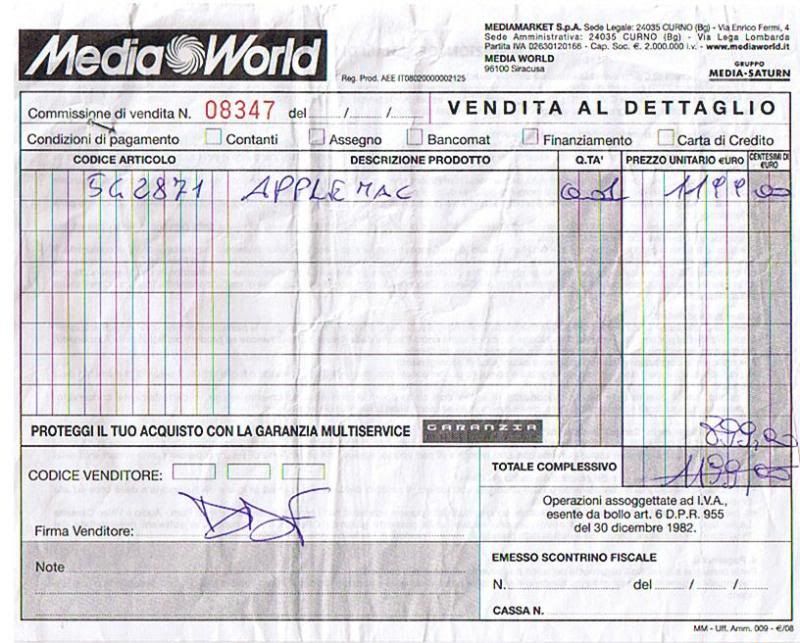 MediaWorld
Reg. Prod. AEE IT08020000002125
MEDIAMARKET S.p.A. Sede Legale: 24035 CURNO (Bg) - Via Enrico Fermi, 4
Sede Amministrativa: 24035 CURNO (Bg) - Via Lega Lombarda
Partita IVA 02630120166 - Cap. Soc. €. 2.000.000 i.v. - www.mediaworld.it
MEDIA WORLD
96100 Siracusa
GRUPPO
MEDIA-SATURN
Commissione di vendita N. 08347 del ..../..../....
VENDITA AL DETTAGLIO
Condizioni di pagamento Contanti Assegno Bancomat Finanziamento Carta di Credito
CODICE ARTICOLO DESCRIZIONE PRODOTTO Q.TA' PREZZO UNITARIO €URO CENTESIMI DI €URO
562871 APPLE MAC 01 1199 00
PROTEGGI IL TUO ACQUISTO CON LA GARANZIA MULTISERVICE GARANZIA
899,00
CODICE VENDITORE:
TOTALE COMPLESSIVO 1199 00
Operazioni assoggettate ad I.V.A.,
esente da bollo art. 6 D.P.R. 955
del 30 dicembre 1982.
Firma Venditore:
EMESSO SCONTRINO FISCALE
Note
N. del / /
CASSA N.
MM - Uff. Amm. 009 - €/08